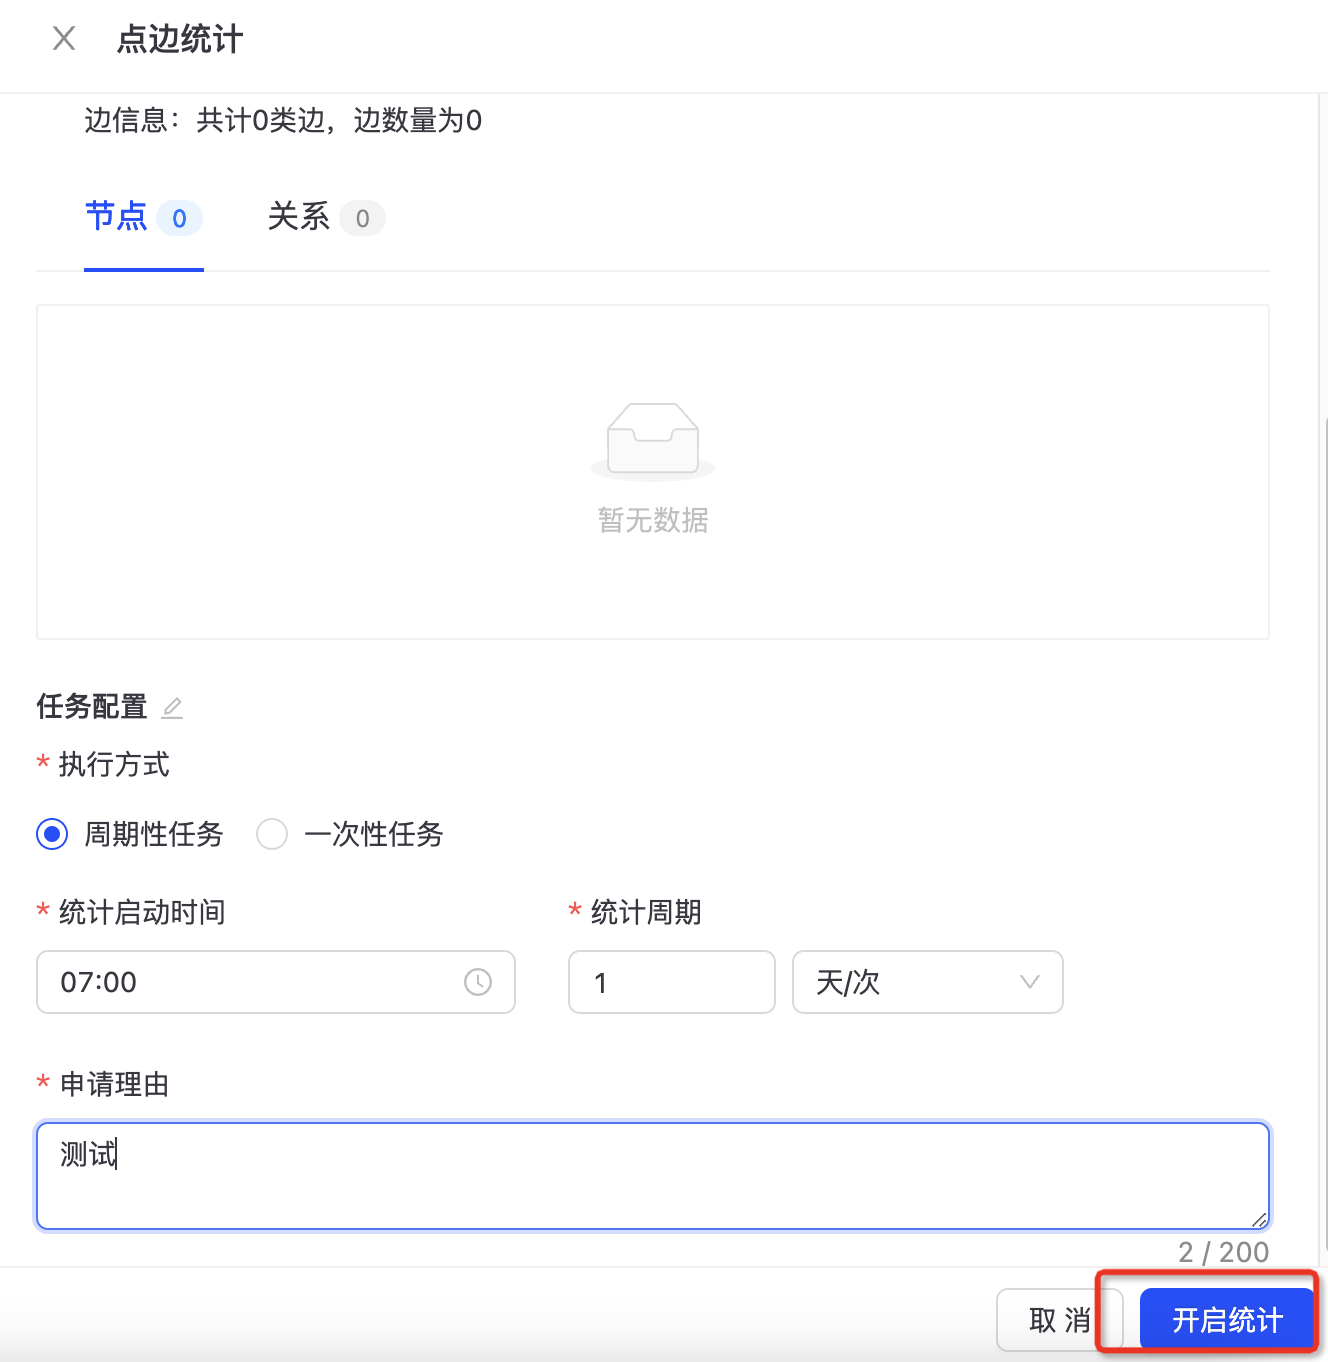 点边统计
边信息：共计0类边，边数量为0
节点 0 关系 0
暂无数据
任务配置
* 执行方式
周期性任务 一次性任务
* 统计启动时间 * 统计周期
07:00 1 天/次
* 申请理由
测试
2 / 200
取 消 开启统计